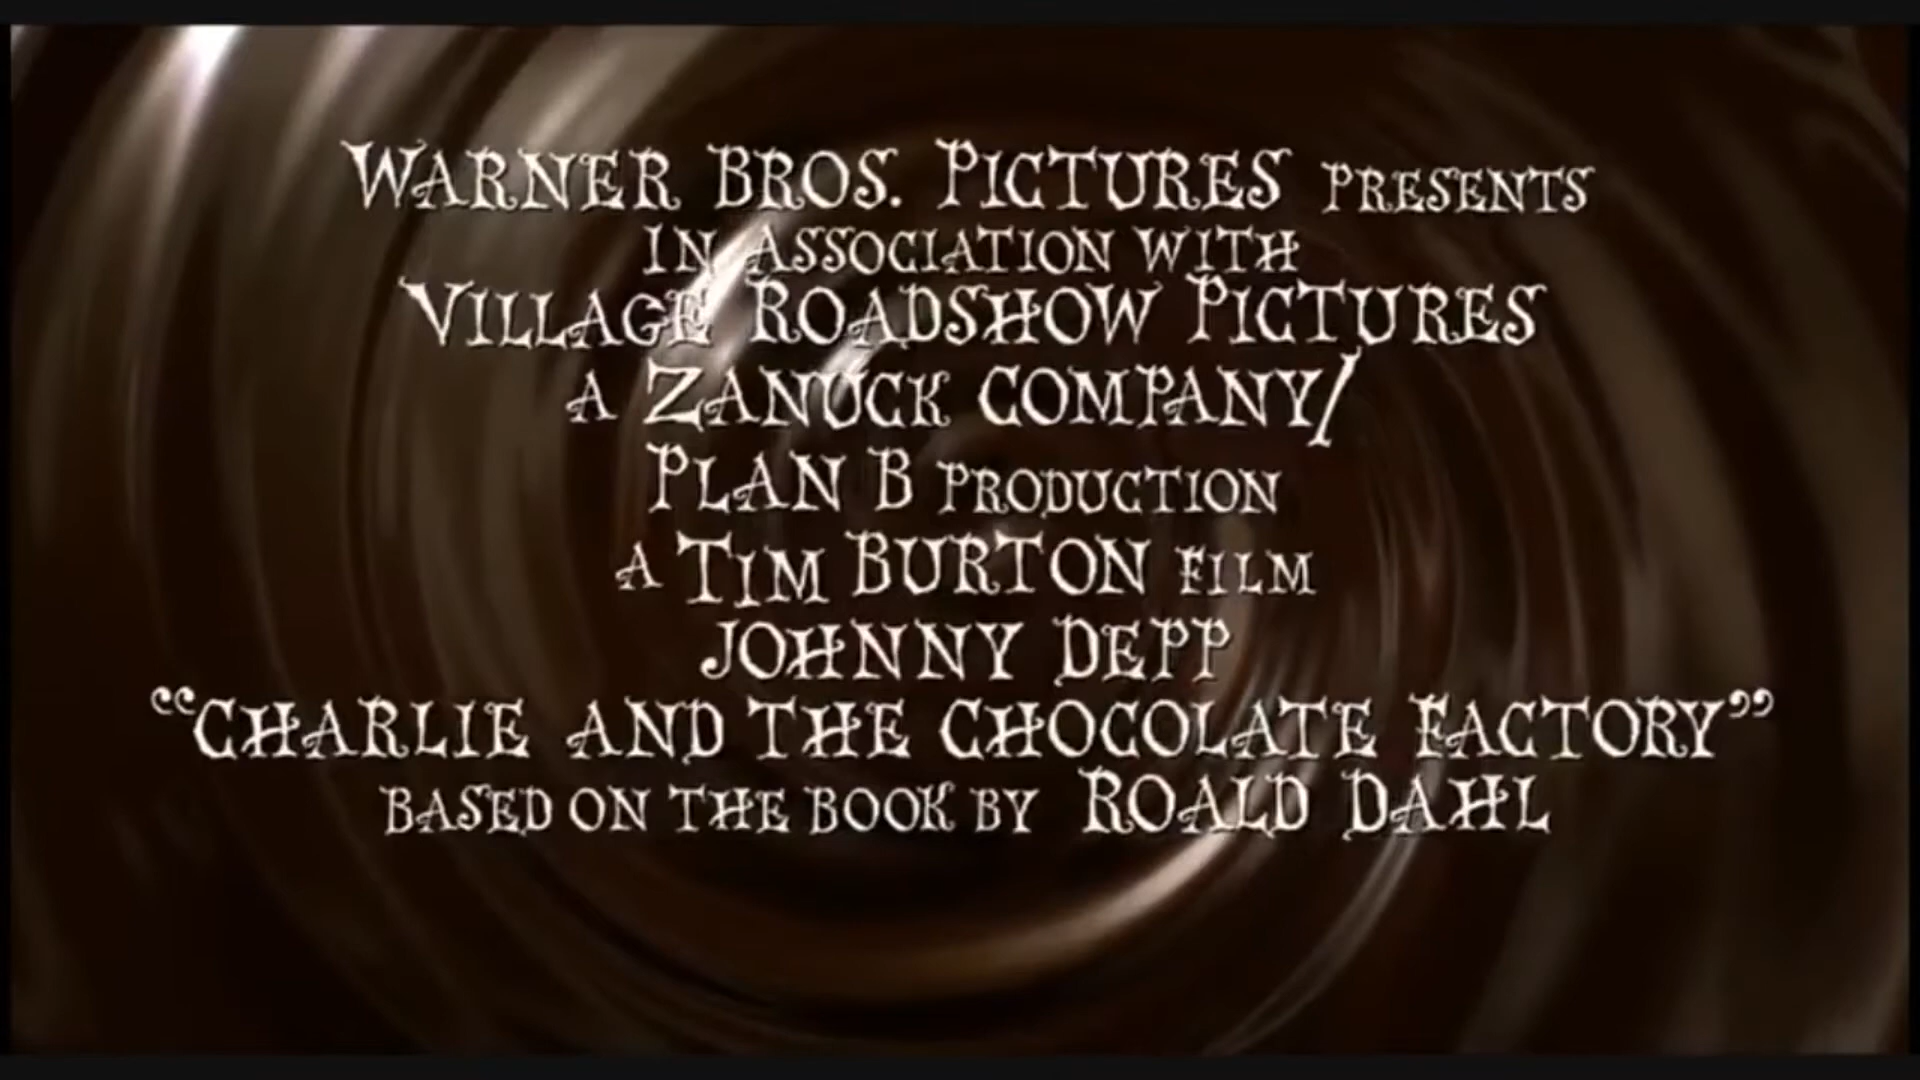 WARNER BROS. PICTURES PRESENTS
IN ASSOCIATION WITH
VILLAGE ROADSHOW PICTURES
A ZANUCK COMPANY/
PLAN B PRODUCTION
A TIM BURTON FILM
JOHNNY DEPP
“CHARLIE AND THE CHOCOLATE FACTORY”
BASED ON THE BOOK BY ROALD DAHL